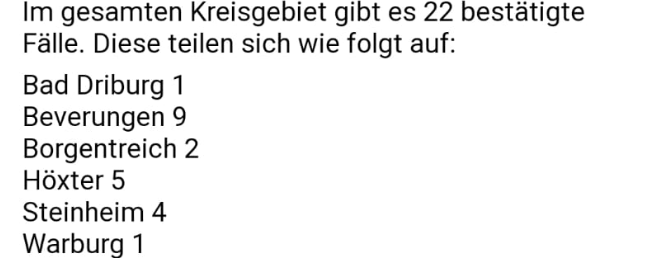 Im gesamten Kreisgebiet gibt es 22 bestätigte
Fälle. Diese teilen sich wie folgt auf:
Bad Driburg 1
Beverungen 9
Borgentreich 2
Höxter 5
Steinheim 4
Warburg 1